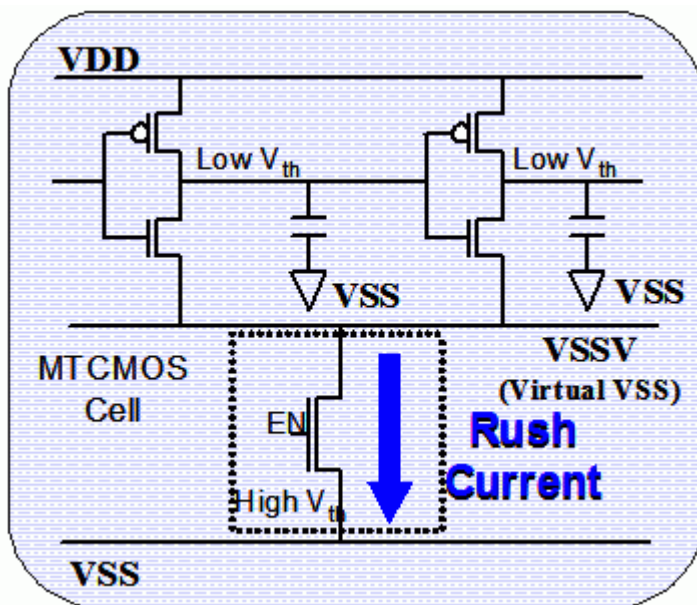 VDD
Low Vth
Low Vth
VSS
VSS
VSSV
(Virtual VSS)
MTCMOS
Cell
EN
Rush
Current
High Vth
VSS